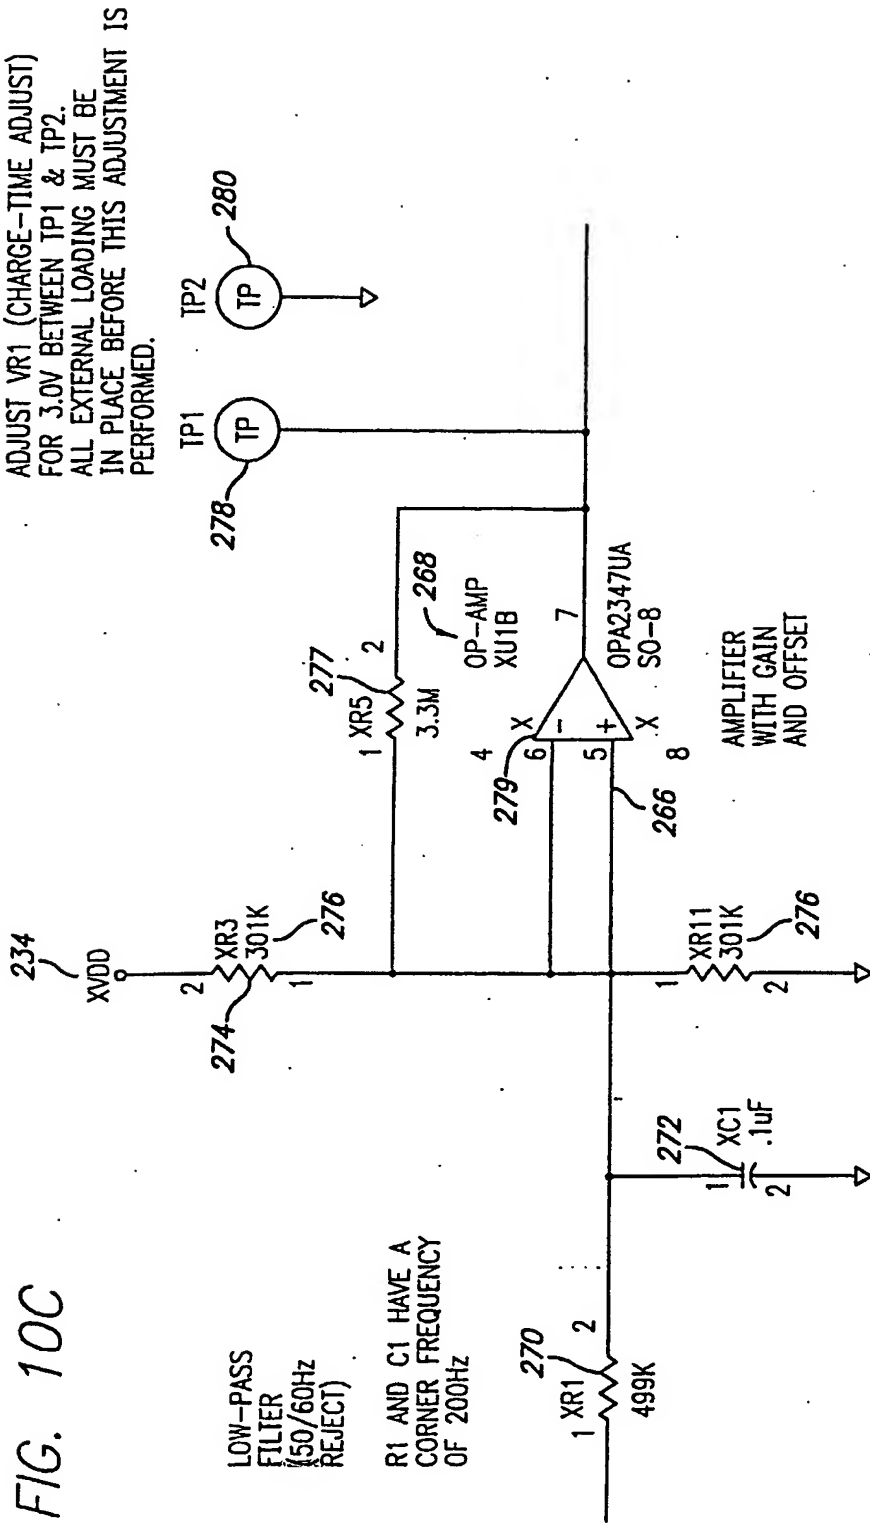 FIG. 10C
ADJUST VR1 (CHARGE-TIME ADJUST)
FOR 3.0V BETWEEN TP1 & TP2.
ALL EXTERNAL LOADING MUST BE
IN PLACE BEFORE THIS ADJUSTMENT IS
PERFORMED.
LOW-PASS
FILTER
(50/60Hz
REJECT)
R1 AND C1 HAVE A
CORNER FREQUENCY
OF 200Hz
234
XVDD
2
XR3
301K
274
276
1
TP1
TP
278
TP2
TP
280
1
XR5
2
277
3.3M
268
OP-AMP
XU1B
4
X
6
-
279
5
+
X
8
7
OPA2347UA
SO-8
266
AMPLIFIER
WITH GAIN
AND OFFSET
1
XR1
2
270
499K
272
1
XC1
.1uF
2
1
XR11
301K
276
2